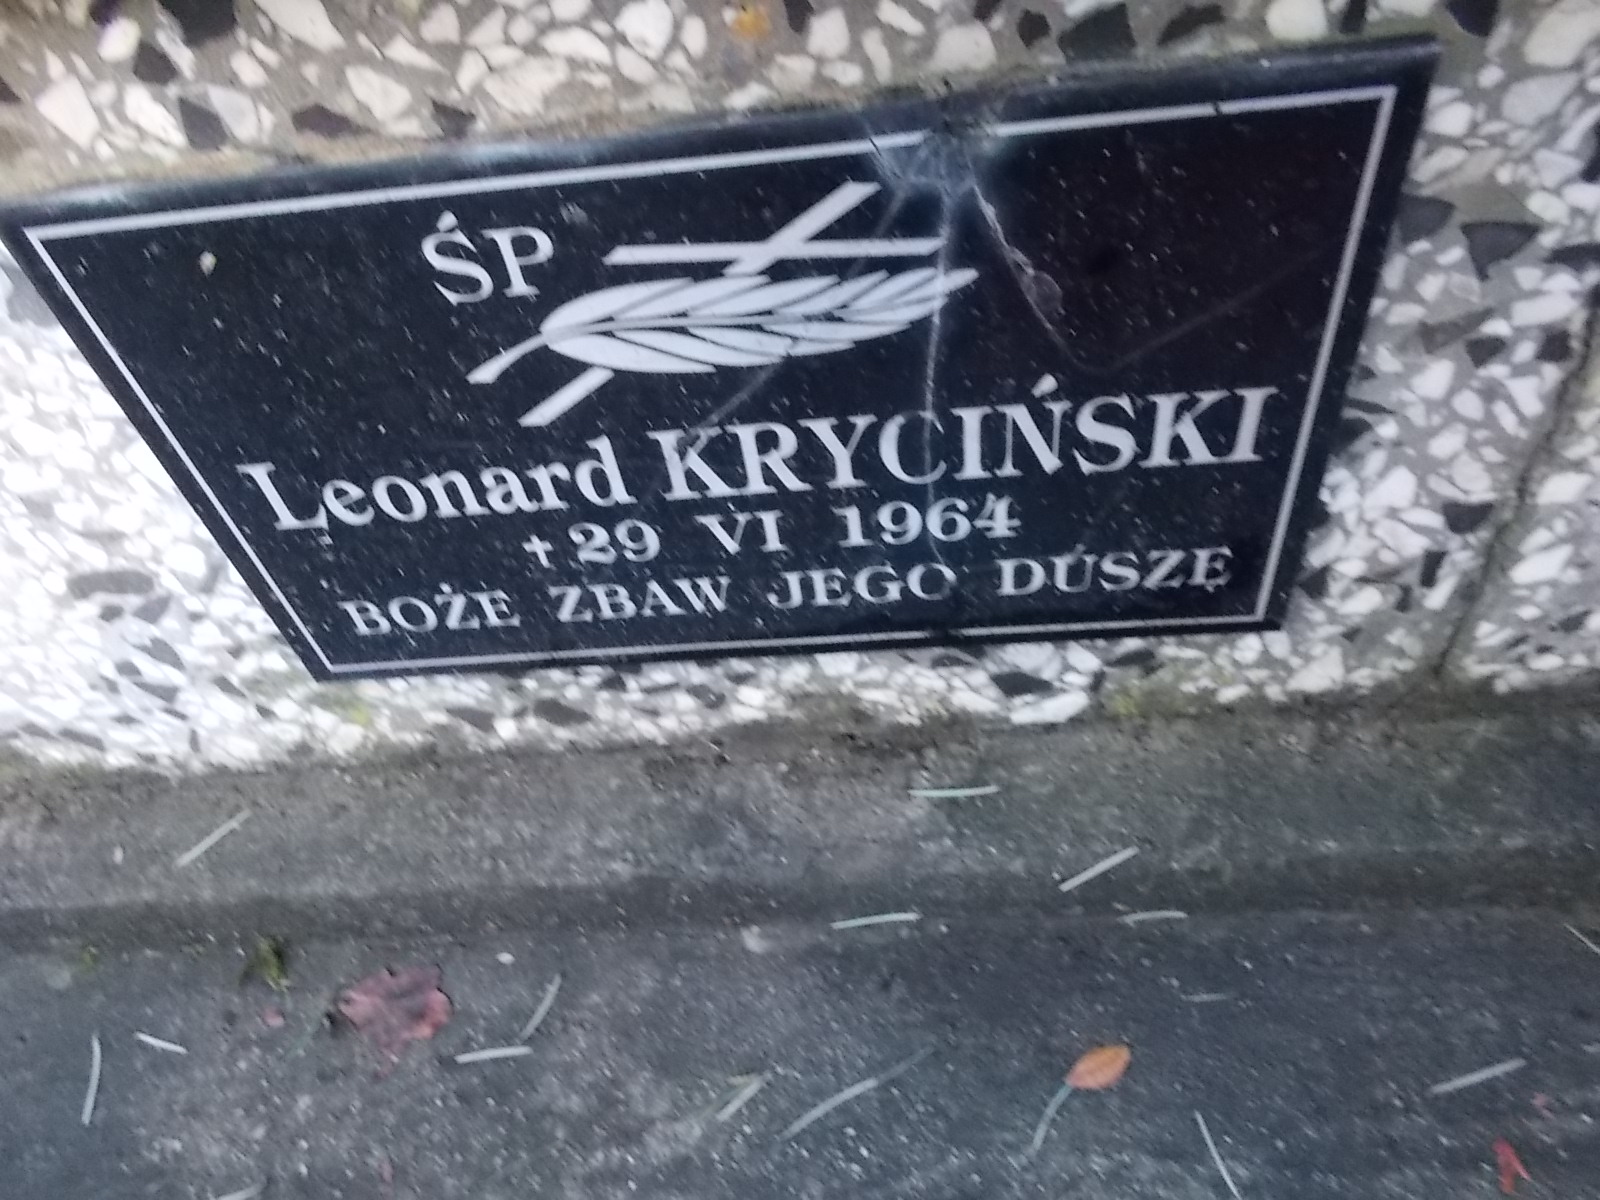 ŚP
Leonard KRYCIŃSKI
✝ 29 VI 1964
BOŻE ZBAW JEGO DUSZĘ